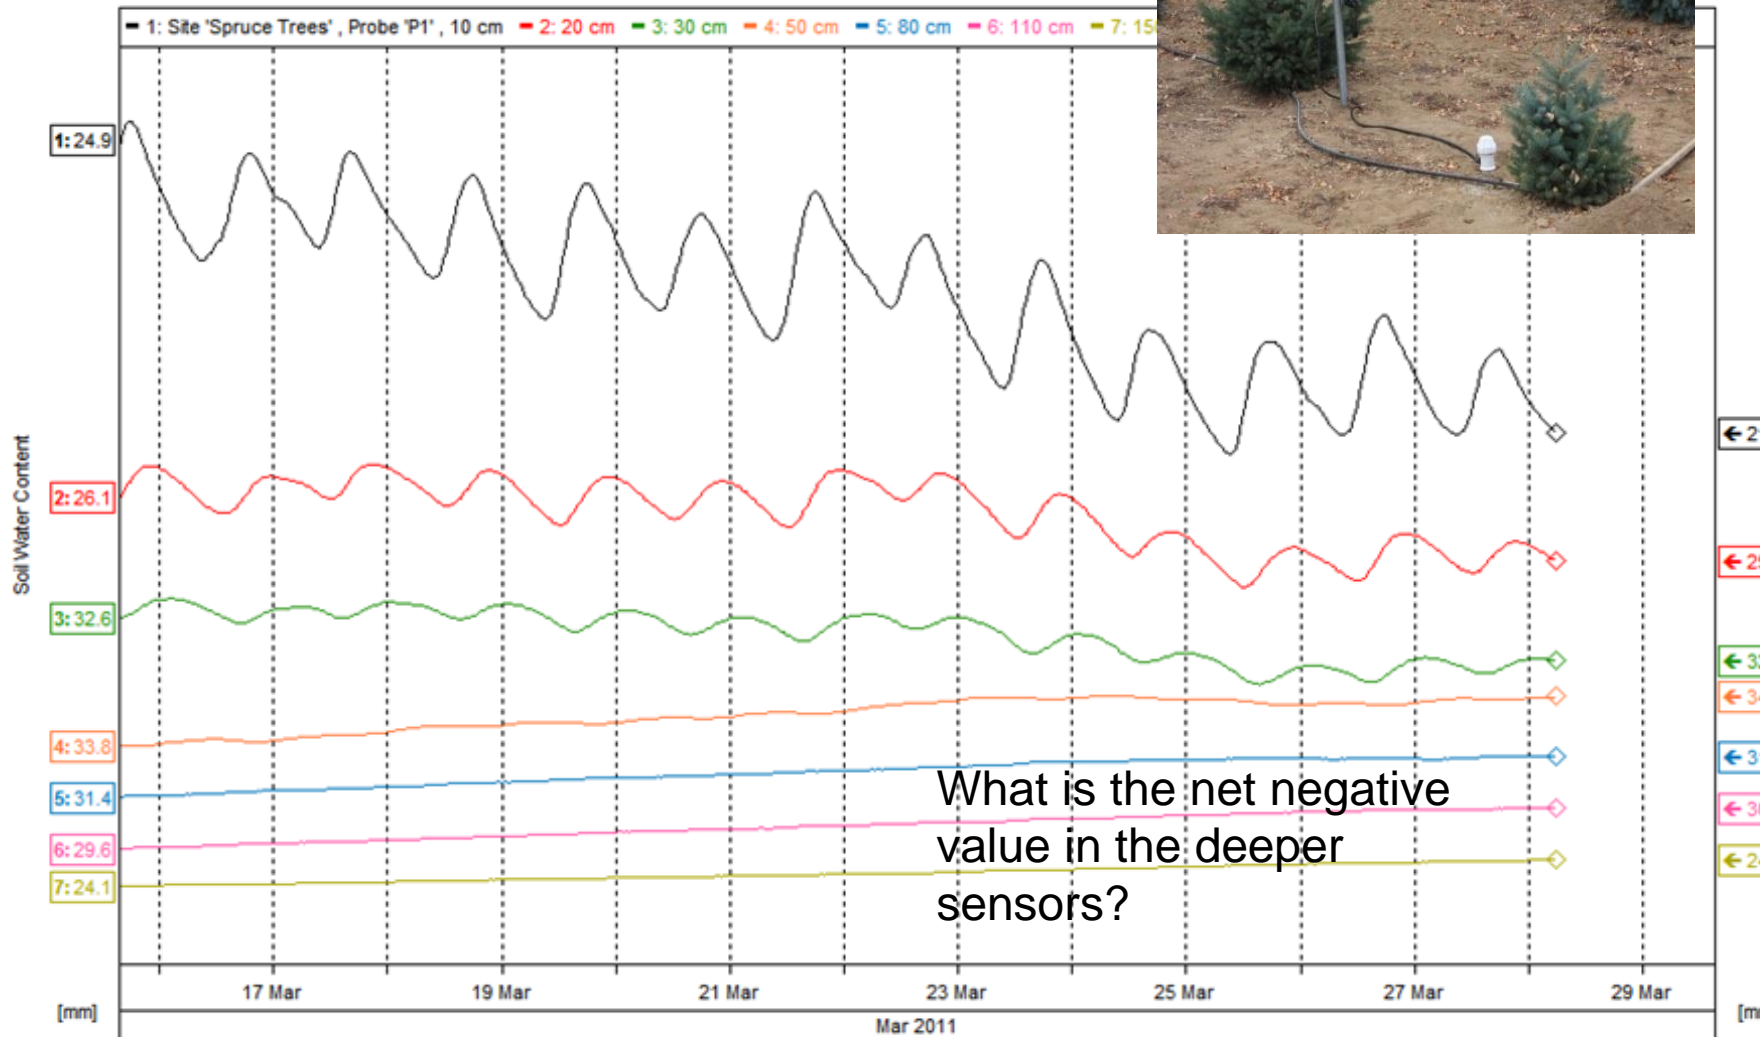 1: Site 'Spruce Trees' , Probe 'P1' , 10 cm 2: 20 cm 3: 30 cm 4: 50 cm 5: 80 cm 6: 110 cm 7:
1: 24.9
2: 26.1
3: 32.6
4: 33.8
5: 31.4
6: 29.6
7: 24.1
Soil Water Content
What is the net negative
value in the deeper
sensors?
17 Mar 19 Mar 21 Mar 23 Mar 25 Mar 27 Mar 29 Mar
[mm]
Mar 2011